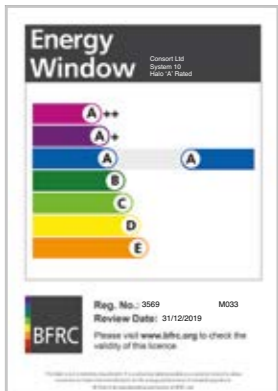 Energy
Window
Consort Ltd
System 10
Halo 'A' Rated
A++
A+
A A
B
C
D
E
BFRC
Reg. No.: 3569 M033
Review Date: 31/12/2019
Please visit www.bfrc.org to check the
validity of this licence